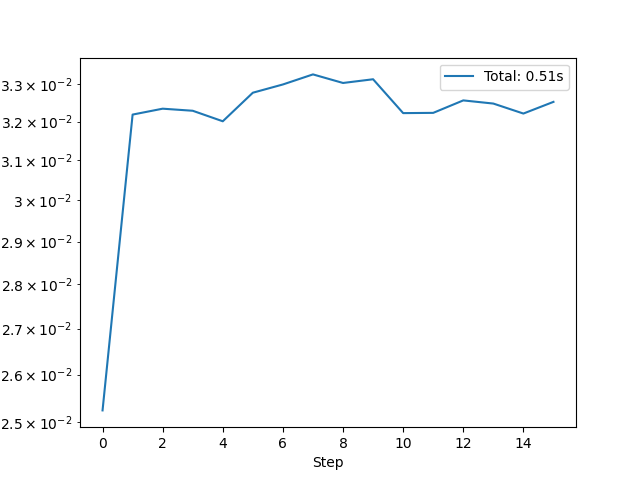 Total: 0.51s
3.3 × 10⁻²
3.2 × 10⁻²
3.1 × 10⁻²
3 × 10⁻²
2.9 × 10⁻²
2.8 × 10⁻²
2.7 × 10⁻²
2.6 × 10⁻²
2.5 × 10⁻²
0 2 4 6 8 10 12 14
Step